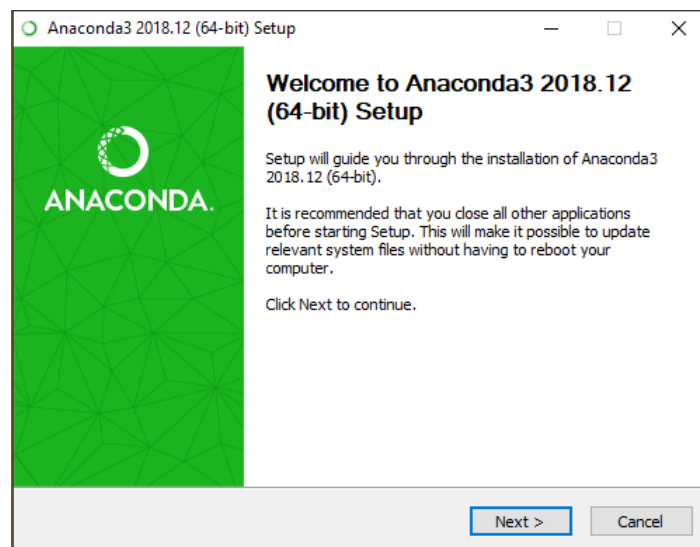 Anaconda3 2018.12 (64-bit) Setup
ANACONDA.
Welcome to Anaconda3 2018.12
(64-bit) Setup
Setup will guide you through the installation of Anaconda3
2018.12 (64-bit).
It is recommended that you close all other applications
before starting Setup. This will make it possible to update
relevant system files without having to reboot your
computer.
Click Next to continue.
Next >
Cancel